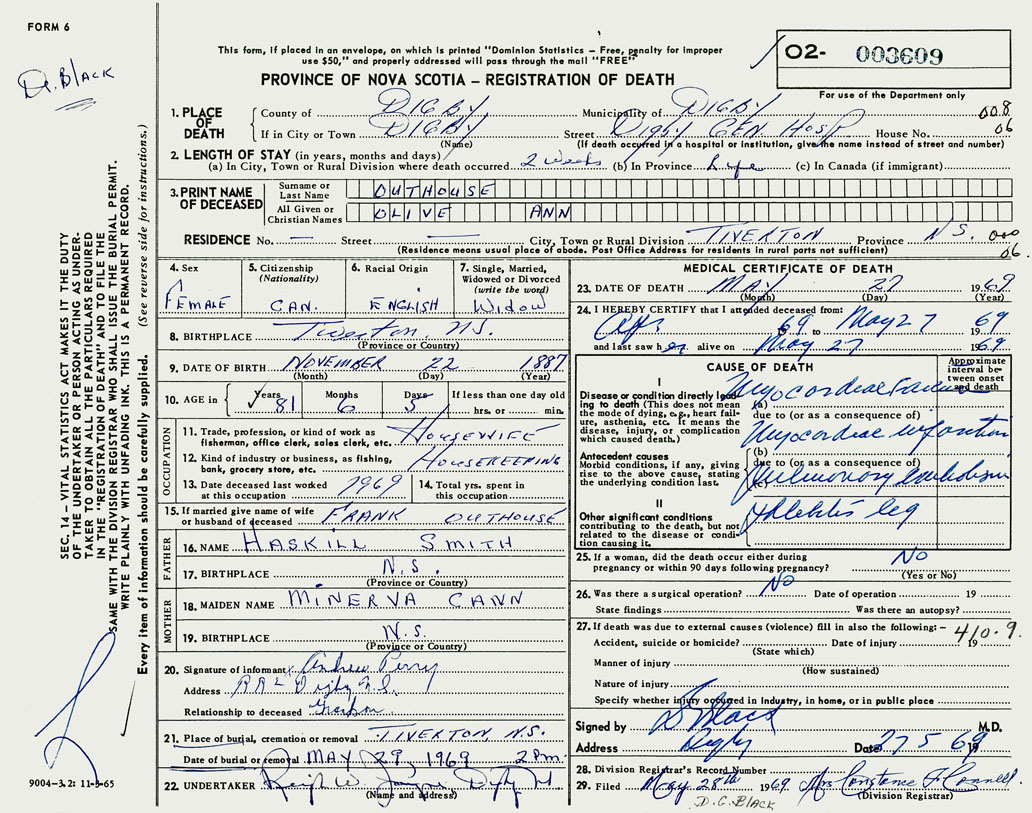 FORM 6
Dr. BLACK
This form, if placed in an envelope, on which is printed "Dominion Statistics – Free, penalty for improper
use $50," and properly addressed will pass through the mail "FREE"
PROVINCE OF NOVA SCOTIA – REGISTRATION OF DEATH
O2- 003609
For use of the Department only
1. PLACE OF DEATH
County of DIGBY Municipality of DIGBY 008
If in City or Town DIGBY Street Digby GEN. HOSP House No. 06
(Name) (If death occurred in a hospital or institution, give the name instead of street and number)
2. LENGTH OF STAY (in years, months and days)
(a) In City, Town or Rural Division where death occurred 2 weeks (b) In Province Life (c) In Canada (if immigrant)
3. PRINT NAME OF DECEASED
Surname or Last Name OUTHOUSE
All Given or Christian Names OLIVE ANN
RESIDENCE No. — Street — City, Town or Rural Division TIVERTON Province N.S. 000
(Residence means usual place of abode. Post Office Address for residents in rural parts not sufficient) 06.
4. Sex FEMALE
5. Citizenship (Nationality) CAN.
6. Racial Origin ENGLISH
7. Single, Married, Widowed or Divorced (write the word) WIDOW
8. BIRTHPLACE Tiverton, N.S.
(Province or Country)
9. DATE OF BIRTH NOVEMBER 22 1887
(Month) (Day) (Year)
10. AGE in Years 81 Months 6 Days 5 If less than one day old hrs. or min.
OCCUPATION
11. Trade, profession, or kind of work as
fisherman, office clerk, sales clerk, etc. HOUSEWIFE
12. Kind of industry or business, as fishing,
bank, grocery store, etc. HOUSEKEEPING
13. Date deceased last worked
at this occupation 1969
14. Total yrs. spent in
this occupation
15. If married give name of wife
or husband of deceased FRANK OUTHOUSE
FATHER
16. NAME HASKILL SMITH
17. BIRTHPLACE N.S.
(Province or Country)
MOTHER
18. MAIDEN NAME MINERVA CANN
19. BIRTHPLACE N.S.
(Province or Country)
20. Signature of informant Andrew Perry
Address RR 2 Digby N.S.
Relationship to deceased Grandson
21. Place of burial, cremation or removal TIVERTON N.S.
Date of burial or removal MAY 29, 1969 2 pm
22. UNDERTAKER Ralph W.
(Name and address)
MEDICAL CERTIFICATE OF DEATH
23. DATE OF DEATH MAY 27 1969
(Month) (Day) (Year)
24. I HEREBY CERTIFY that I attended deceased from:
69 to May 27 1969
and last saw her alive on May 27 1969
CAUSE OF DEATH
Approximate interval between onset and death
I
Disease or condition directly leading
to death (This does not mean
the mode of dying, e.g., heart failure,
asthenia, etc. It means the
disease, injury, or complication
which caused death.)
Myocardial Failure
(a)
due to (or as a consequence of)
Myocardial infarction
Antecedent causes
Morbid conditions, if any, giving
rise to the above cause, stating
the underlying condition last.
(b)
due to (or as a consequence of)
Pulmonary Embolism
(c)
II
Other significant conditions
contributing to the death, but not
related to the disease or condition
causing it.
Phlebitis leg
25. If a woman, did the death occur either during
pregnancy or within 90 days following pregnancy? No
(Yes or No)
26. Was there a surgical operation? No Date of operation 19
State findings Was there an autopsy?
27. If death was due to external causes (violence) fill in also the following: – 410.9
Accident, suicide or homicide? Date of injury 19
(State which)
Manner of injury
(How sustained)
Nature of injury
Specify whether injury occurred in industry, in home, or in public place
Signed by D Black M.D.
Address Digby Date 27 5 1969
28. Division Registrar's Record Number
29. Filed May 28th 1969 Mrs Constance F Connell
(Division Registrar)
D.G. BLACK
9004-3.2: 11-5-65
SEC. 14 – VITAL STATISTICS ACT MAKES IT THE DUTY
OF THE UNDERTAKER OR PERSON ACTING AS UNDER-
TAKER TO OBTAIN ALL THE PARTICULARS REQUIRED
IN THE "REGISTRATION OF DEATH" AND TO FILE THE
SAME WITH THE DIVISION REGISTRAR WHO SHALL ISSUE THE BURIAL PERMIT.
WRITE PLAINLY WITH UNFADING INK. THIS IS A PERMANENT RECORD.
Every item of information should be carefully supplied. (See reverse side for instructions.)